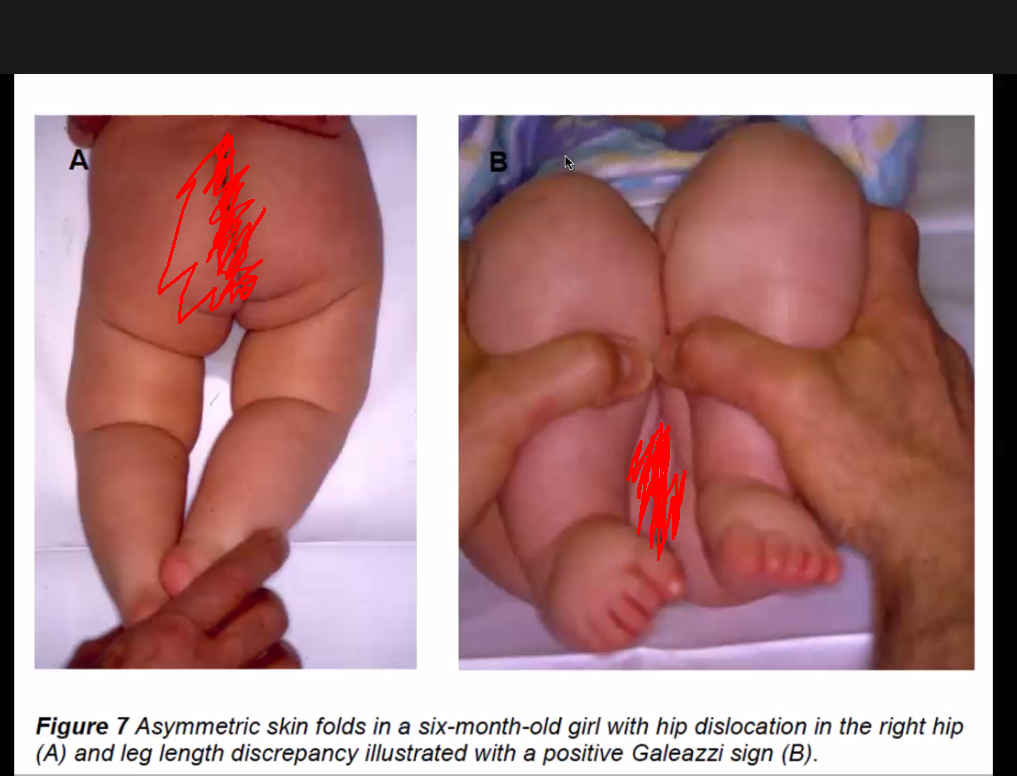 A
B
Figure 7 Asymmetric skin folds in a six-month-old girl with hip dislocation in the right hip
(A) and leg length discrepancy illustrated with a positive Galeazzi sign (B).